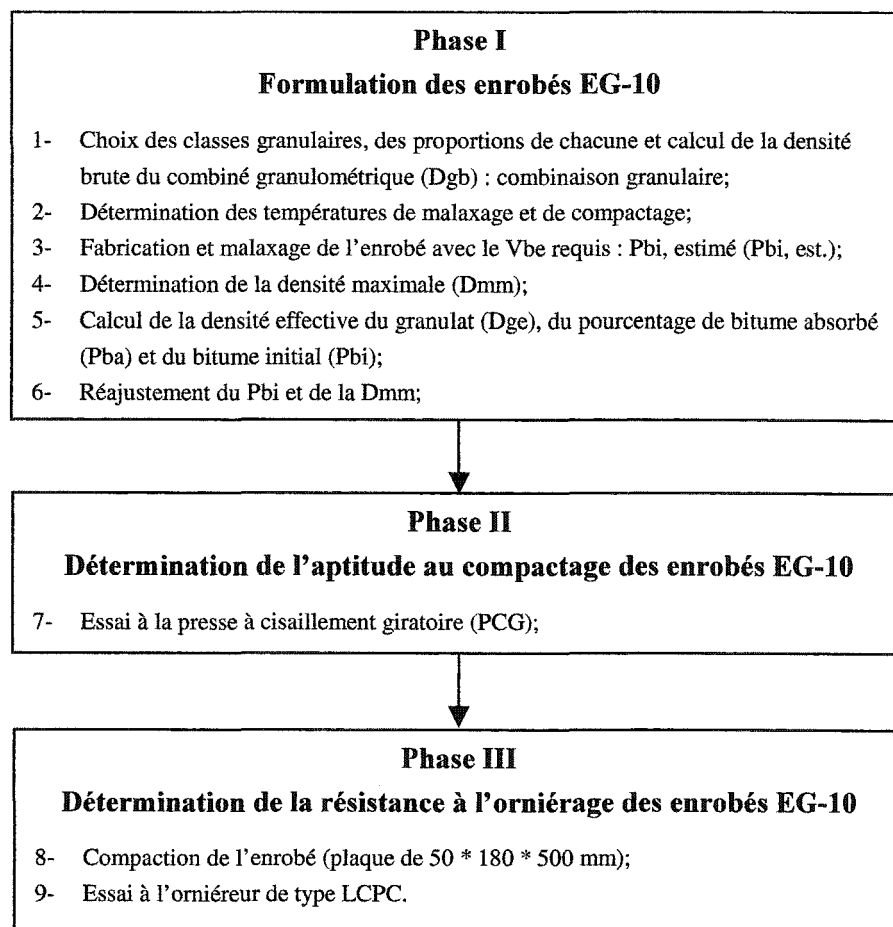 Phase I
Formulation des enrobés EG-10
1- Choix des classes granulaires, des proportions de chacune et calcul de la densité
brute du combiné granulométrique (Dgb) : combinaison granulaire;
2- Détermination des températures de malaxage et de compactage;
3- Fabrication et malaxage de l'enrobé avec le Vbe requis : Pbi, estimé (Pbi, est.);
4- Détermination de la densité maximale (Dmm);
5- Calcul de la densité effective du granulat (Dge), du pourcentage de bitume absorbé
(Pba) et du bitume initial (Pbi);
6- Réajustement du Pbi et de la Dmm;
Phase II
Détermination de l'aptitude au compactage des enrobés EG-10
7- Essai à la presse à cisaillement giratoire (PCG);
Phase III
Détermination de la résistance à l'orniérage des enrobés EG-10
8- Compaction de l'enrobé (plaque de 50 * 180 * 500 mm);
9- Essai à l'orniéreur de type LCPC.